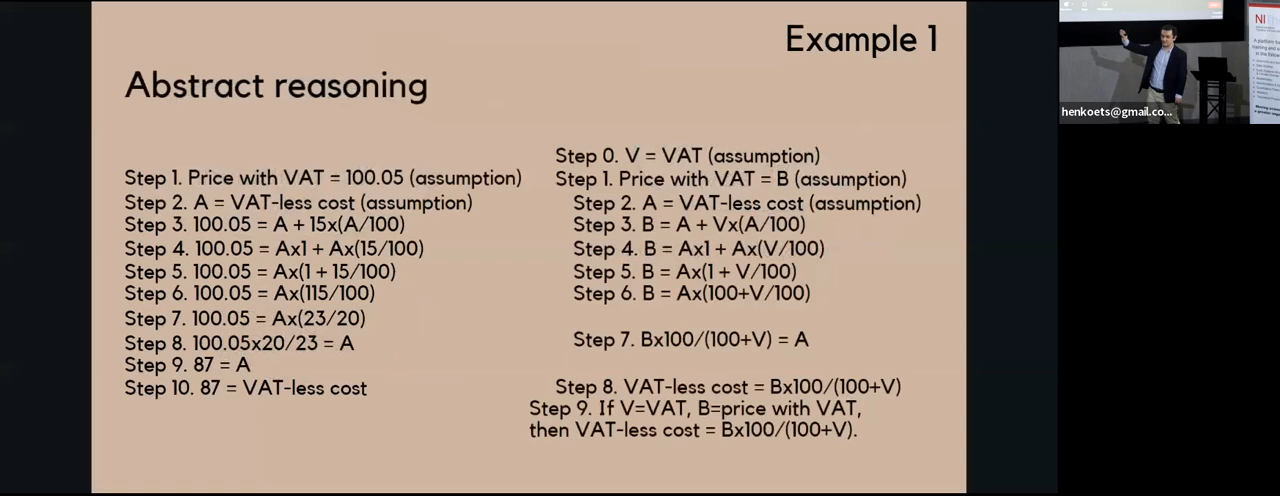 Example 1
Abstract reasoning
Step 1. Price with VAT = 100.05 (assumption)
Step 2. A = VAT-less cost (assumption)
Step 3. 100.05 = A + 15x(A/100)
Step 4. 100.05 = Ax1 + Ax(15/100)
Step 5. 100.05 = Ax(1 + 15/100)
Step 6. 100.05 = Ax(115/100)
Step 7. 100.05 = Ax(23/20)
Step 8. 100.05x20/23 = A
Step 9. 87 = A
Step 10. 87 = VAT-less cost
Step 0. V = VAT (assumption)
Step 1. Price with VAT = B (assumption)
Step 2. A = VAT-less cost (assumption)
Step 3. B = A + Vx(A/100)
Step 4. B = Ax1 + Ax(V/100)
Step 5. B = Ax(1 + V/100)
Step 6. B = Ax(100+V/100)
Step 7. Bx100/(100+V) = A
Step 8. VAT-less cost = Bx100/(100+V)
Step 9. If V=VAT, B=price with VAT,
then VAT-less cost = Bx100/(100+V).
henkoets@gmail.co...
NI